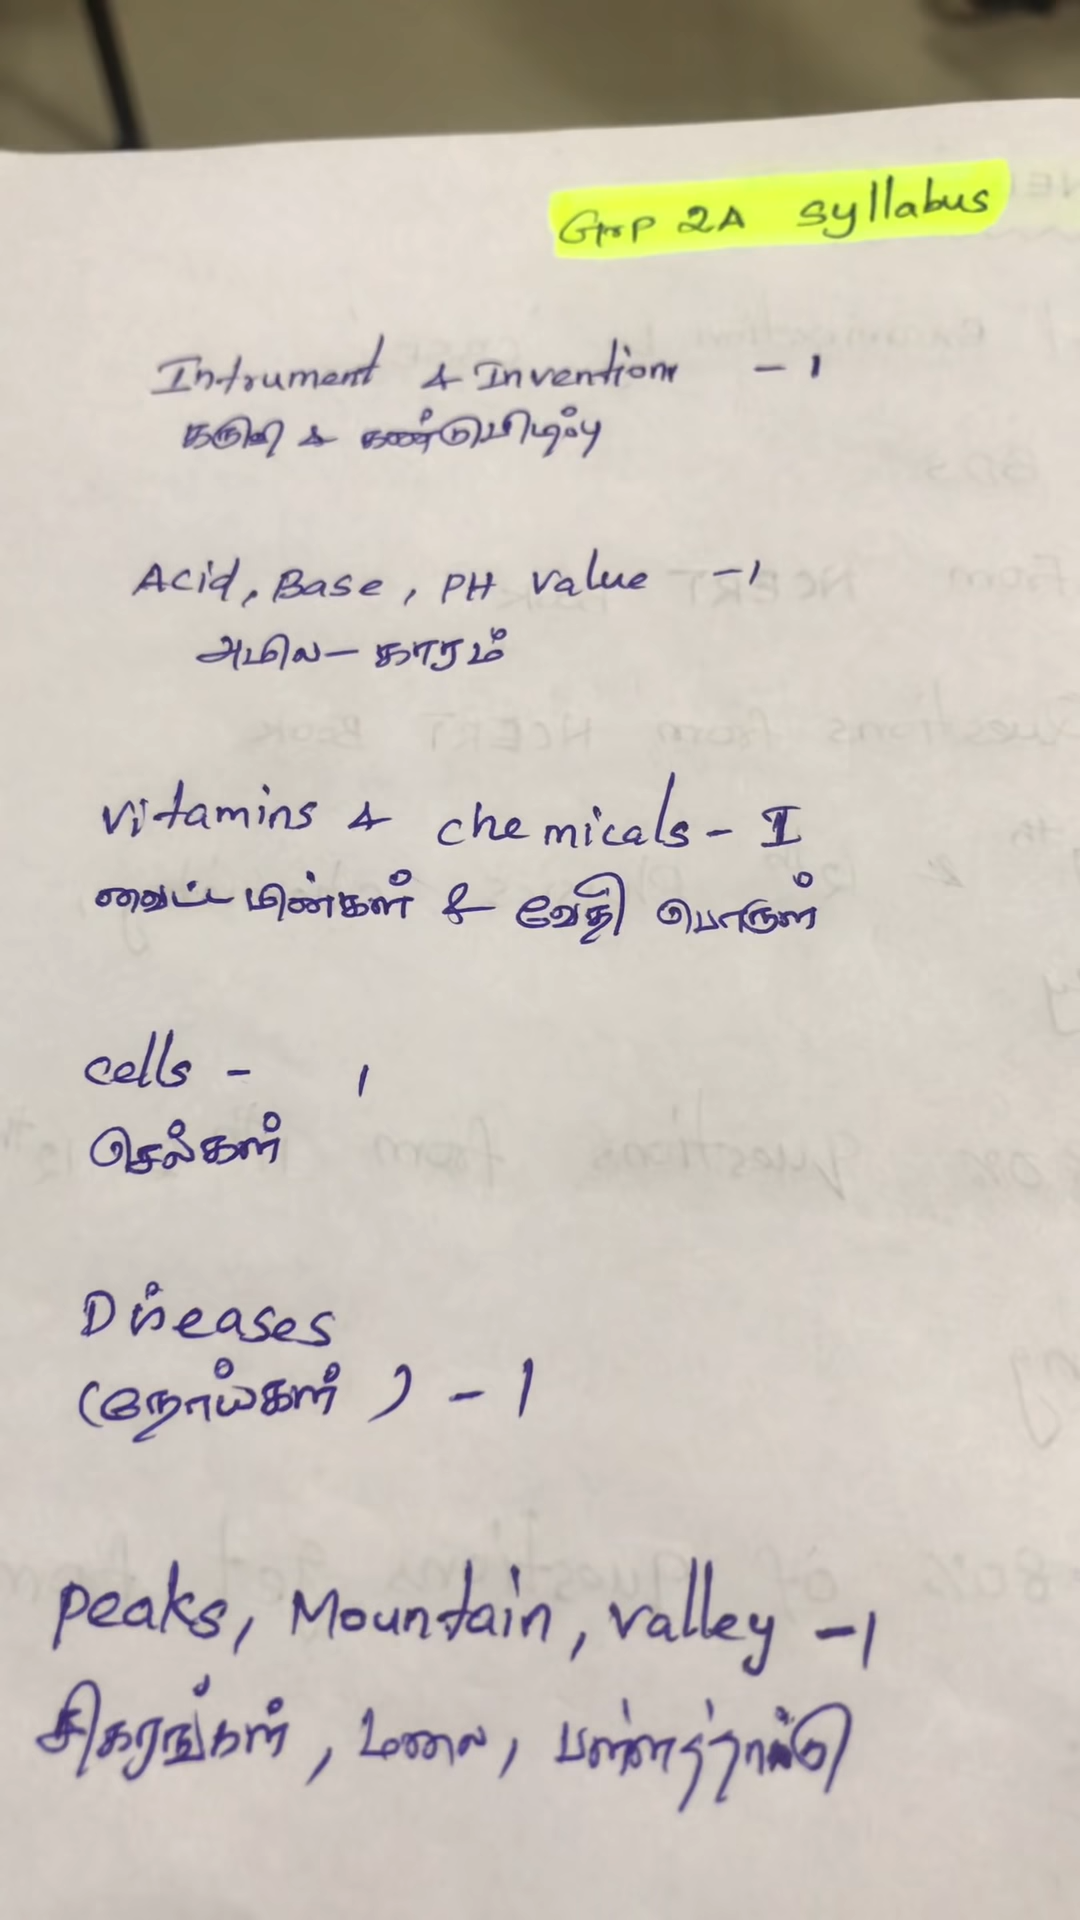 Grp 2A Syllabus
Intrument & Invention -1
கருவி & கண்டுபிடிப்பு
Acid, Base, PH value -1
அமில - காரம்
Vitamins & chemicals - I
வைட்டமின்கள் & வேதி பொருள்
cells - 1
செல்கள்
Diseases
(நோய்கள்) - 1
Peaks, Mountain, valley -1
சிகரங்கள், மலை, பள்ளத்தாக்கு